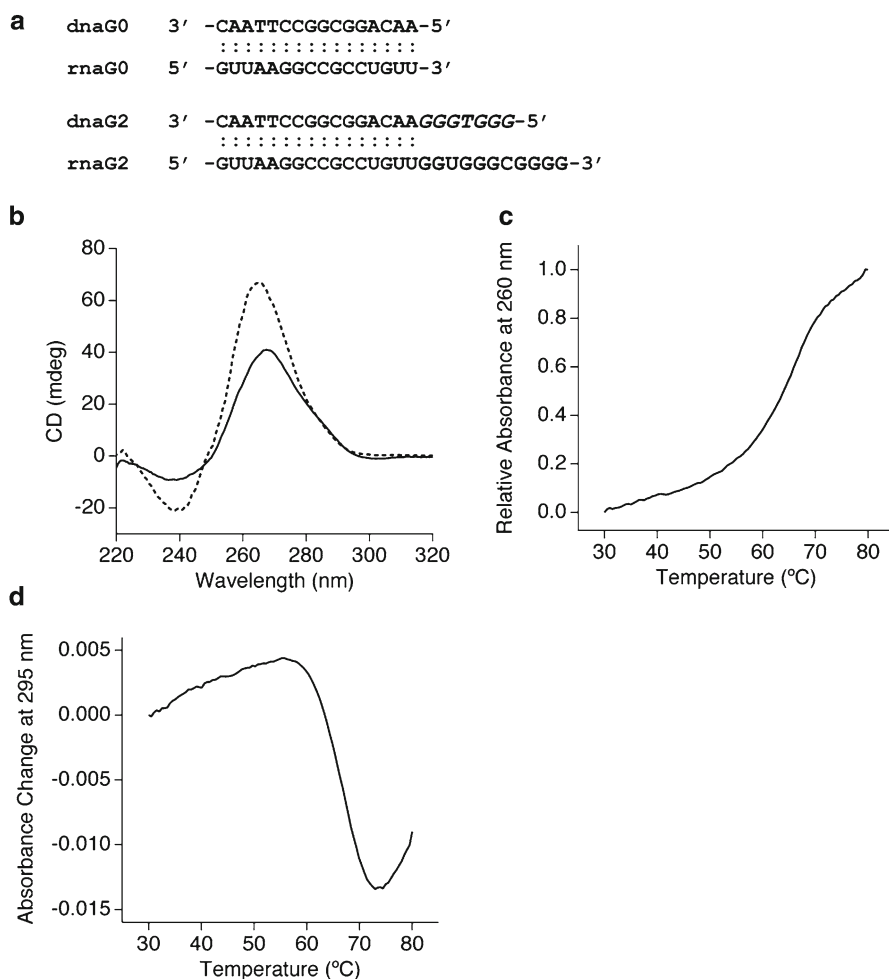 a
dnaG0 3’ -CAATTCCGGCGGACAA-5’
: : : : : : : : : : : : : : : :
rnaG0 5’ -GUUAAGGCCGCCUGUU-3’
dnaG2 3’ -CAATTCCGGCGGACAAGGGTGGG-5’
: : : : : : : : : : : : : : : :
rnaG2 5’ -GUUAAGGCCGCCUGUUGGUGGGCGGGG-3’
b
80
60
40
20
0
-20
CD (mdeg)
220 240 260 280 300 320
Wavelength (nm)
c
1.0
0.8
0.6
0.4
0.2
0.0
Relative Absorbance at 260 nm
30 40 50 60 70 80
Temperature (ºC)
d
0.005
0.000
-0.005
-0.010
-0.015
Absorbance Change at 295 nm
30 40 50 60 70 80
Temperature (ºC)